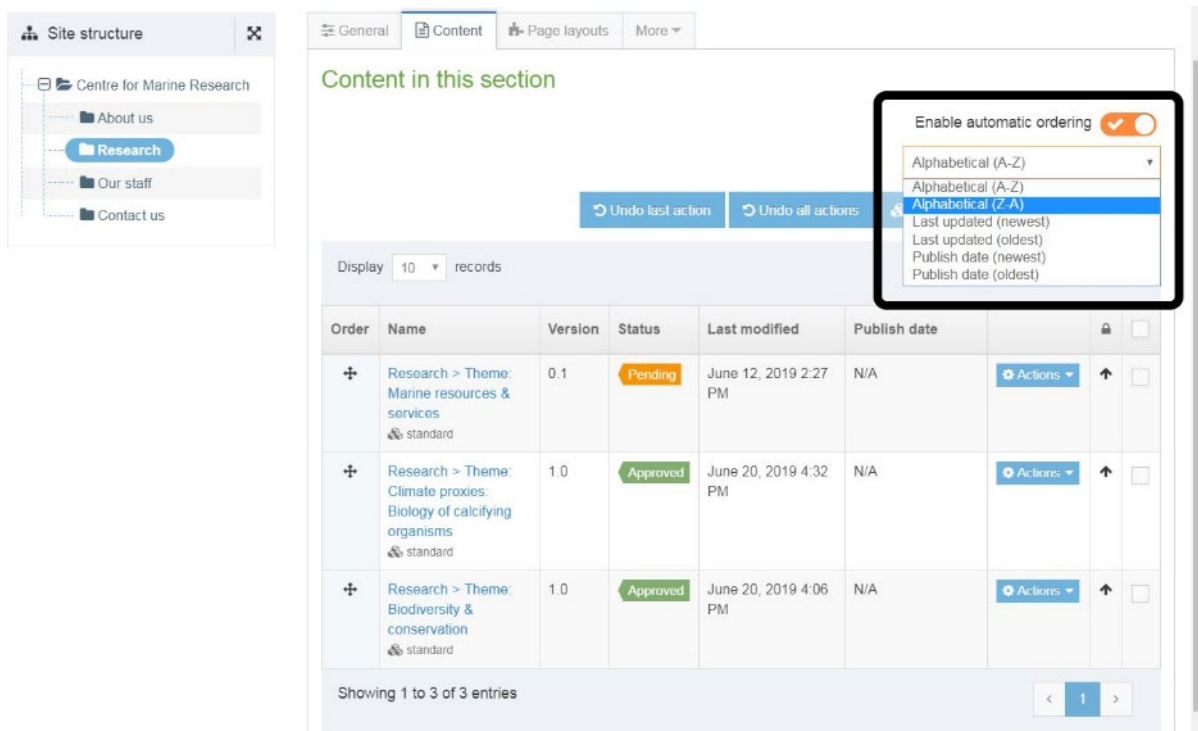 Site structure
Centre for Marine Research
About us
Research
Our staff
Contact us
General Content Page layouts More
Content in this section
Enable automatic ordering
Alphabetical (A-Z)
Alphabetical (A-Z)
Alphabetical (Z-A)
Last updated (newest)
Last updated (oldest)
Publish date (newest)
Publish date (oldest)
Undo last action Undo all actions
Display 10 records
Order Name Version Status Last modified Publish date
Research > Theme: 0.1 Pending June 12, 2019 2:27 N/A Actions
Marine resources & PM
services
standard
Research > Theme: 1.0 Approved June 20, 2019 4:32 N/A Actions
Climate proxies: PM
Biology of calcifying
organisms
standard
Research > Theme: 1.0 Approved June 20, 2019 4:06 N/A Actions
Biodiversity & PM
conservation
standard
Showing 1 to 3 of 3 entries
< 1 >